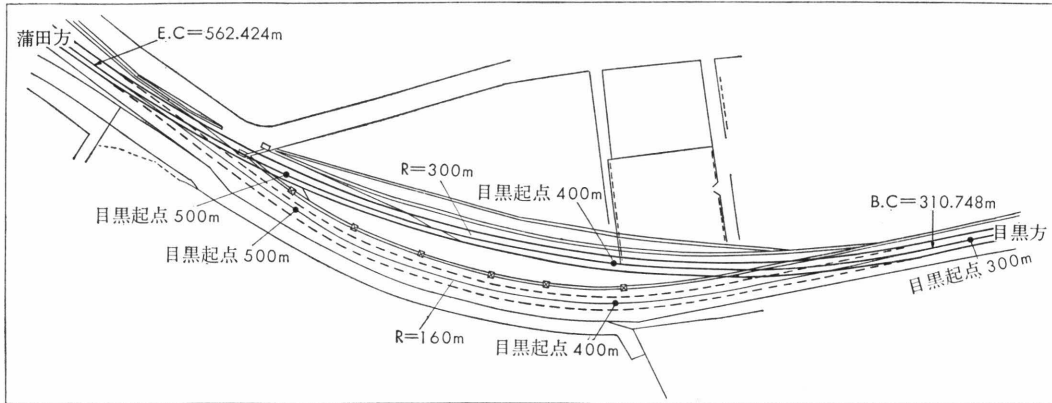 蒲田方
E.C=562.424m
R=300m
目黒起点 400m
目黒起点 500m
B.C=310.748m
目黒方
目黒起点 500m
目黒起点 300m
R=160m
目黒起点 400m